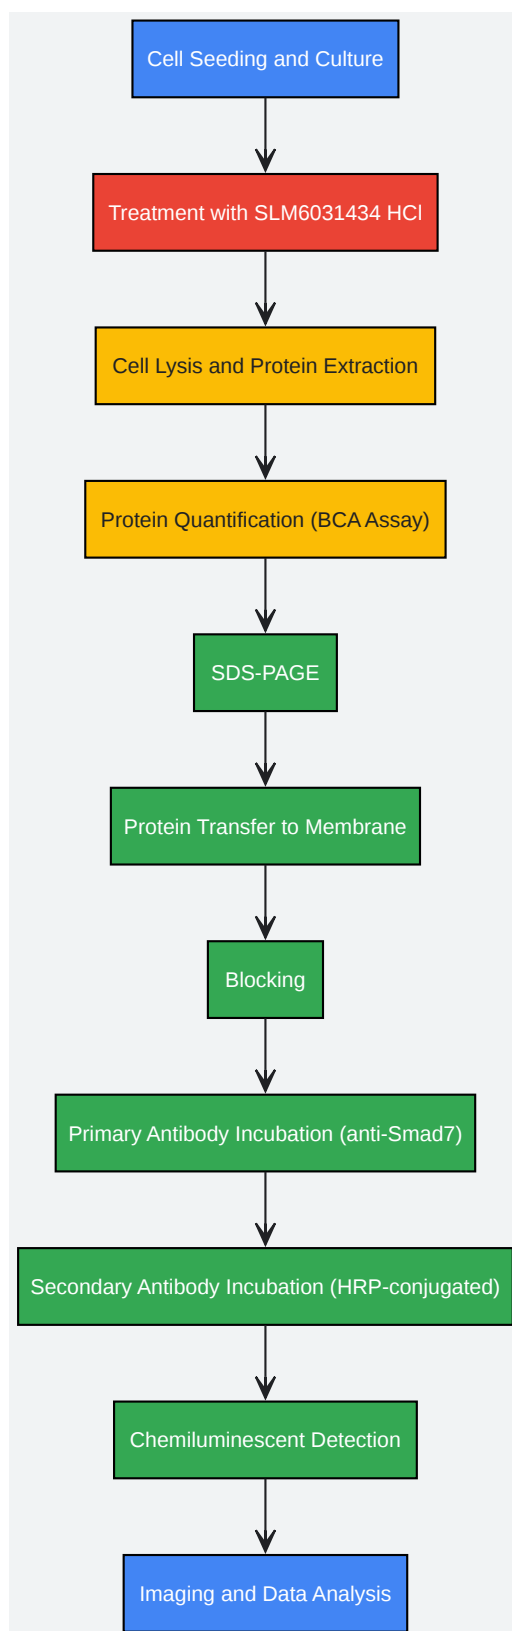 Cell Seeding and Culture
Treatment with SLM6031434 HCl
Cell Lysis and Protein Extraction
Protein Quantification (BCA Assay)
SDS-PAGE
Protein Transfer to Membrane
Blocking
Primary Antibody Incubation (anti-Smad7)
Secondary Antibody Incubation (HRP-conjugated)
Chemiluminescent Detection
Imaging and Data Analysis